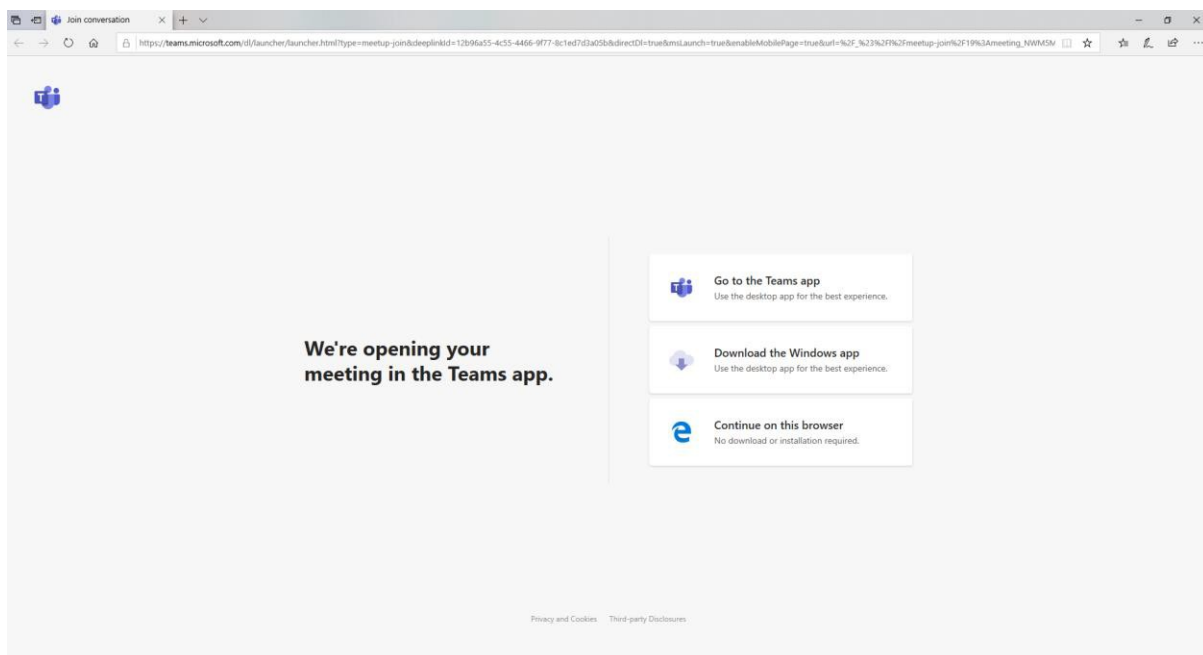 Join conversation
https://teams.microsoft.com/dl/launcher/launcher.html?type=meetup-join&deeplinkId=12b96a55-4c55-4466-9f77-8c1ed7d3a05b&directDl=true&msLaunch=true&enableMobilePage=true&url=%2F_%23%2Fl%2Fmeetup-join%2F19%3Ameeting_NWM5M
We're opening your
meeting in the Teams app.
Go to the Teams app
Use the desktop app for the best experience.
Download the Windows app
Use the desktop app for the best experience.
Continue on this browser
No download or installation required.
Privacy and Cookies Third-party Disclosures